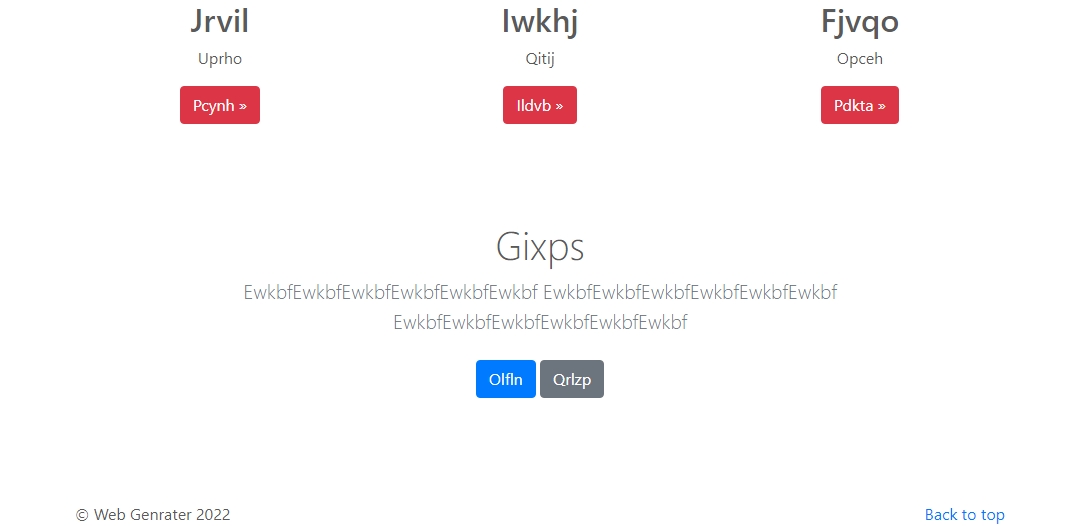 Jrvil Iwkhj Fjvqo
Uprho Qitij Opceh
Pcynh » Ildvb » Pdkta »
Gixps
EwkbfEwkbfEwkbfEwkbfEwkbfEwkbf EwkbfEwkbfEwkbfEwkbfEwkbfEwkbf
EwkbfEwkbfEwkbfEwkbfEwkbfEwkbf
Olfln Qrlzp
© Web Genrater 2022 Back to top